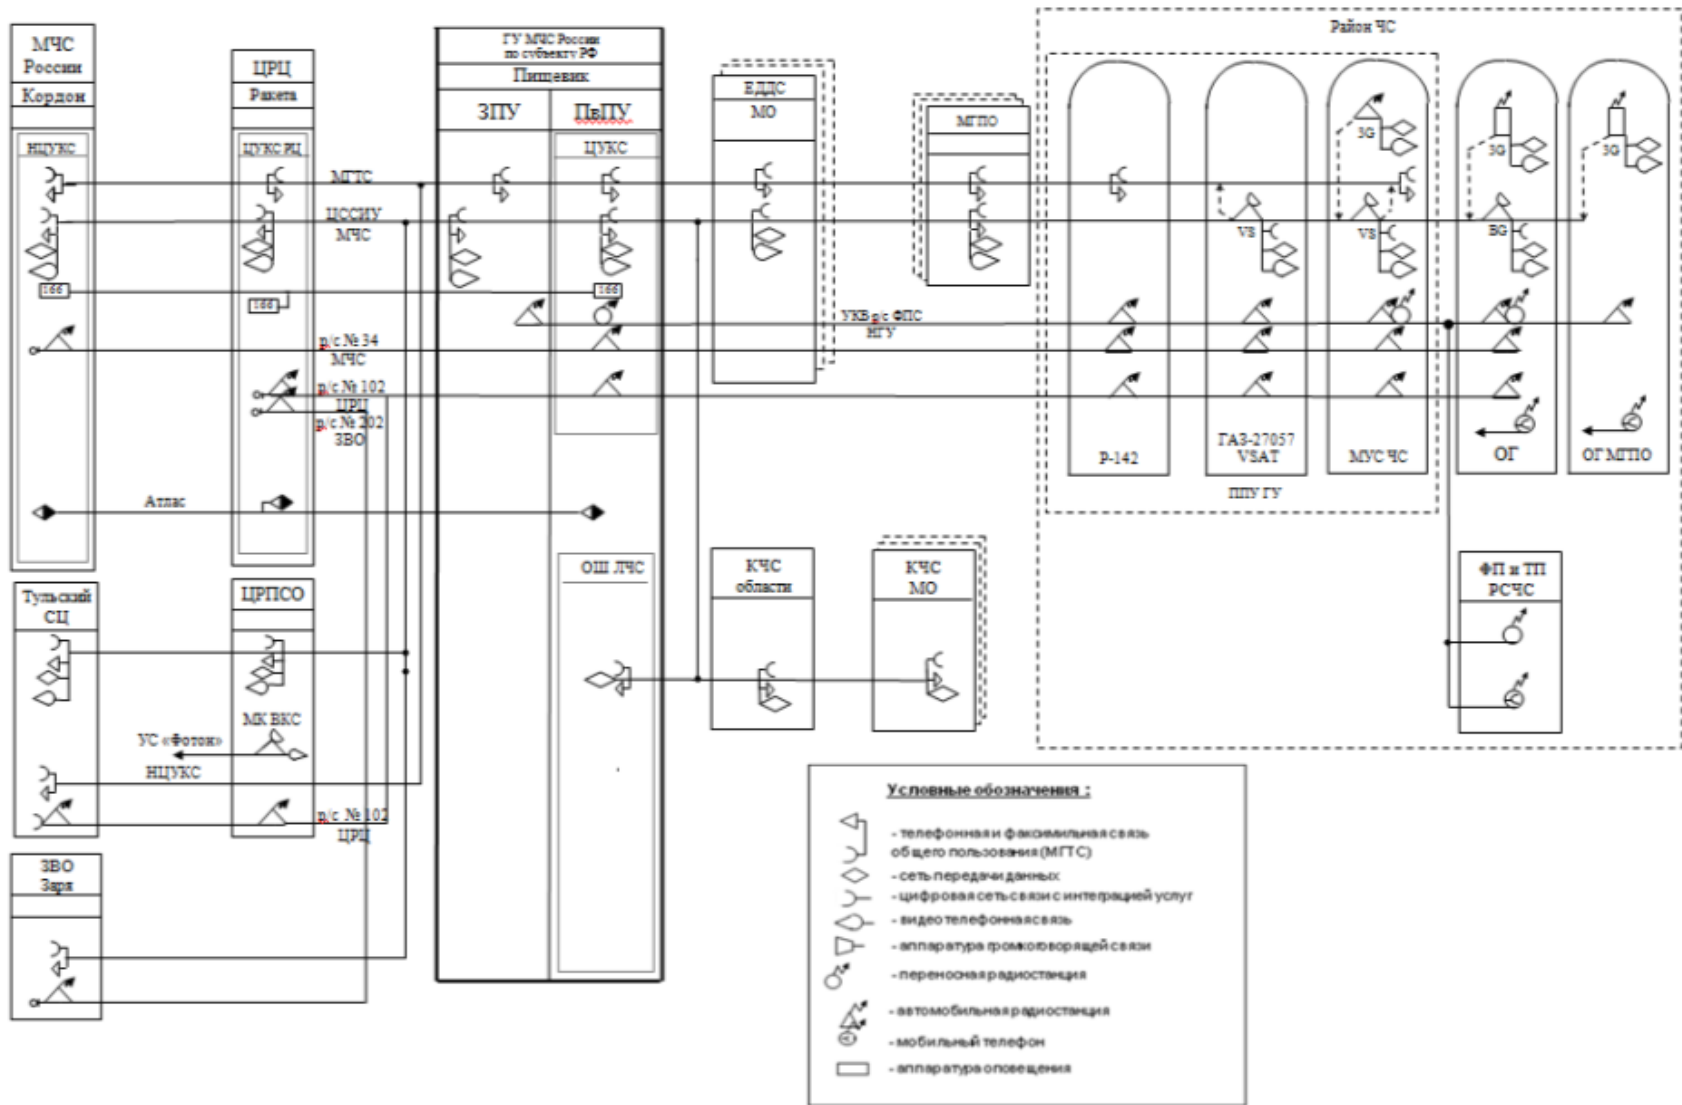 МЧС
России
Кордон
НЦУКС
ЦРЦ
Ракета
ЦУКС РЦ
ГУ МЧС России
по субъекту РФ
Пищевик
ЗПУ
ПвПУ
ЦУКС
ЕДДС
МО
МГПО
Район ЧС
3G
3G
3G
МГТС
ЦССИУ
МЧС
VS
VS
BG
166
166
166
УКВ р/с ФПС
НГУ
р/с № 34
МЧС
р/с № 102
ЦРЦ
р/с № 202
ЗВО
Р-142
ГАЗ-27057
VSAT
МУС ЧС
ОГ
ОГ МГПО
ППУ ГУ
Атлас
ОШ ЛЧС
КЧС
области
КЧС
МО
ФП и ТП
РСЧС
Тульский
СЦ
ЦРПСО
МК ВКС
УС «Фотон»
НЦУКС
р/с № 102
ЦРЦ
ЗВО
Заря
Условные обозначения :
- телефонная и факсимильная связь
общего пользования (МГТС)
- сеть передачи данных
- цифровая сеть связи с интеграцией услуг
- видео телефонная связь
- аппаратура громкоговорящей связи
- переносная радиостанция
- автомобильная радиостанция
- мобильный телефон
- аппаратура оповещения